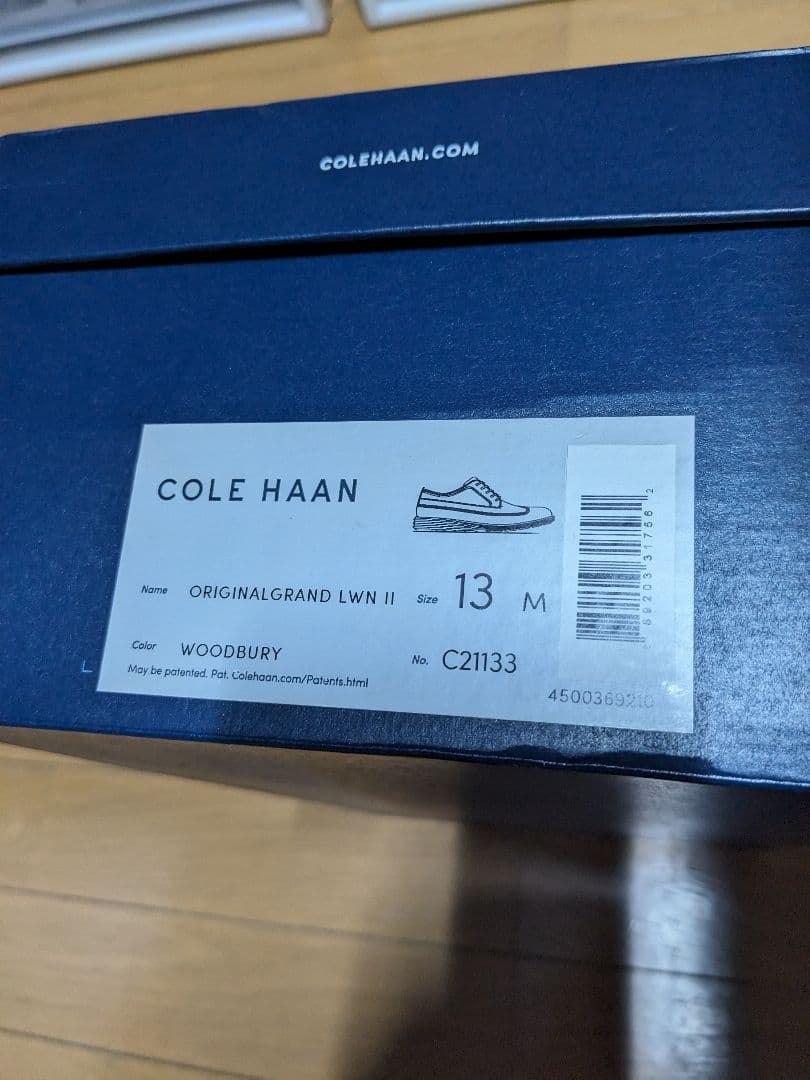 COLEHAAN.COM
COLE HAAN
Name ORIGINALGRAND LWN II Size 13 M
Color WOODBURY No. C21133
May be patented. Pat. Colehaan.com/Patents.html
4500369210